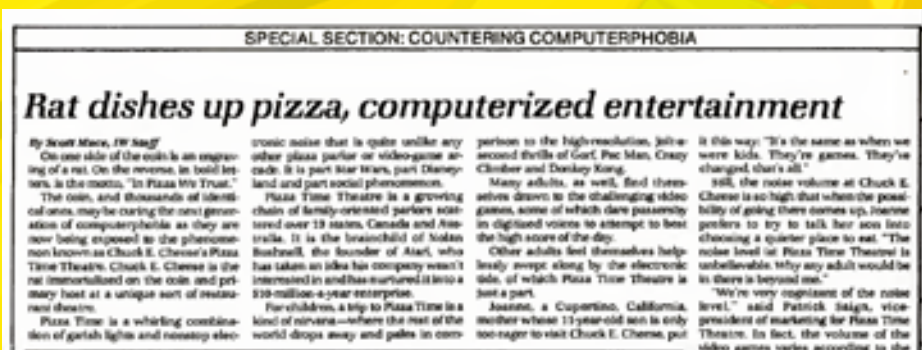 SPECIAL SECTION: COUNTERING COMPUTERPHOBIA
Rat dishes up pizza, computerized entertainment
By Scott Mace, IW Staff
On one side of the coin is an engrav-
ing of a rat. On the reverse, in bold let-
ters, is the motto, "In Pizza We Trust."
The coin, and thousands of identi-
cal ones, may be curing the next gener-
ation of computerphobia as they are
now being exposed to the phenome-
non known as Chuck E. Cheese's Pizza
Time Theatre. Chuck E. Cheese is the
rat immortalized on the coin and pri-
mary host at a unique sort of restau-
rant theatre.
Pizza Time is a whirling combina-
tion of garish lights and nonstop elec-
tronic noise that is quite unlike any
other pizza parlor or video-game ar-
cade. It is part Star Wars, part Disney-
land and part social phenomenon.
Pizza Time Theatre is a growing
chain of family-oriented parlors scat-
tered over 19 states, Canada and Aus-
tralia. It is the brainchild of Nolan
Bushnell, the founder of Atari, who
has taken an idea his company wasn't
interested in and has nurtured it into a
-million-a-year enterprise.
For children, a trip to Pizza Time is a
kind of nirvana—where the rest of the
world drops away and pales in com-
parison to the high-resolution,
second thrills of Gorf, Pac Man, Crazy
Climber and Donkey Kong.
Many adults, as well, find them-
selves drawn to the challenging video
games, some of which dare passersby
in digitized voices to attempt to beat
the high score of the day.
Other adults feel themselves help-
lessly swept along by the electronic
tide, of which Pizza Time Theatre is
just a part.
Joanne, a Cupertino, California,
mother whose 11-year-old son is only
too eager to visit Chuck E. Cheese, put
it this way: "It's the same as when we
were kids. They're games. They've
changed, that's all."
Still, the noise volume at Chuck E.
Cheese is so high that when the possi-
bility of going there comes up, Joanne
prefers to try to talk her son into
choosing a quieter place to eat. "The
noise level [at Pizza Time Theatre] is
unbelievable. Why any adult would be
in there is beyond me."
"We're very cognizant of the noise
level," said Patrick Saign, vice-
president of marketing for Pizza Time
Theatre. In fact, the volume of the
video games varies according to the